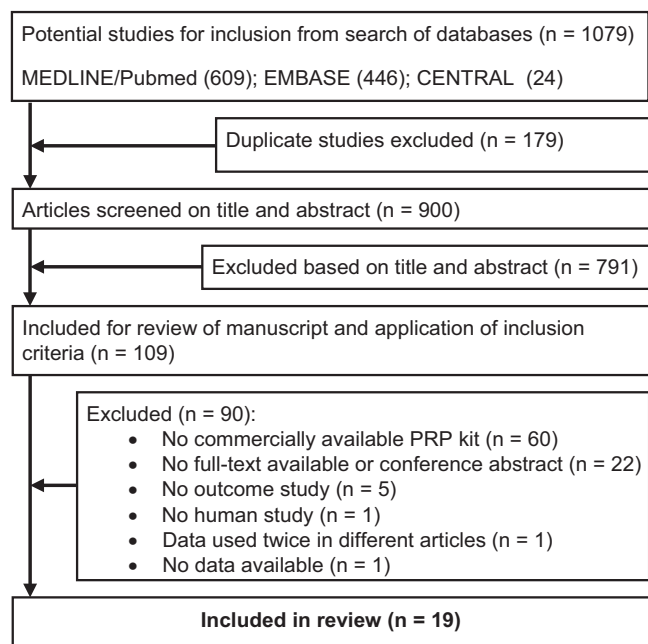 Potential studies for inclusion from search of databases (n = 1079)
MEDLINE/Pubmed (609); EMBASE (446); CENTRAL (24)
Duplicate studies excluded (n = 179)
Articles screened on title and abstract (n = 900)
Excluded based on title and abstract (n = 791)
Included for review of manuscript and application of inclusion
criteria (n = 109)
Excluded (n = 90):
• No commercially available PRP kit (n = 60)
• No full-text available or conference abstract (n = 22)
• No outcome study (n = 5)
• No human study (n = 1)
• Data used twice in different articles (n = 1)
• No data available (n = 1)
Included in review (n = 19)